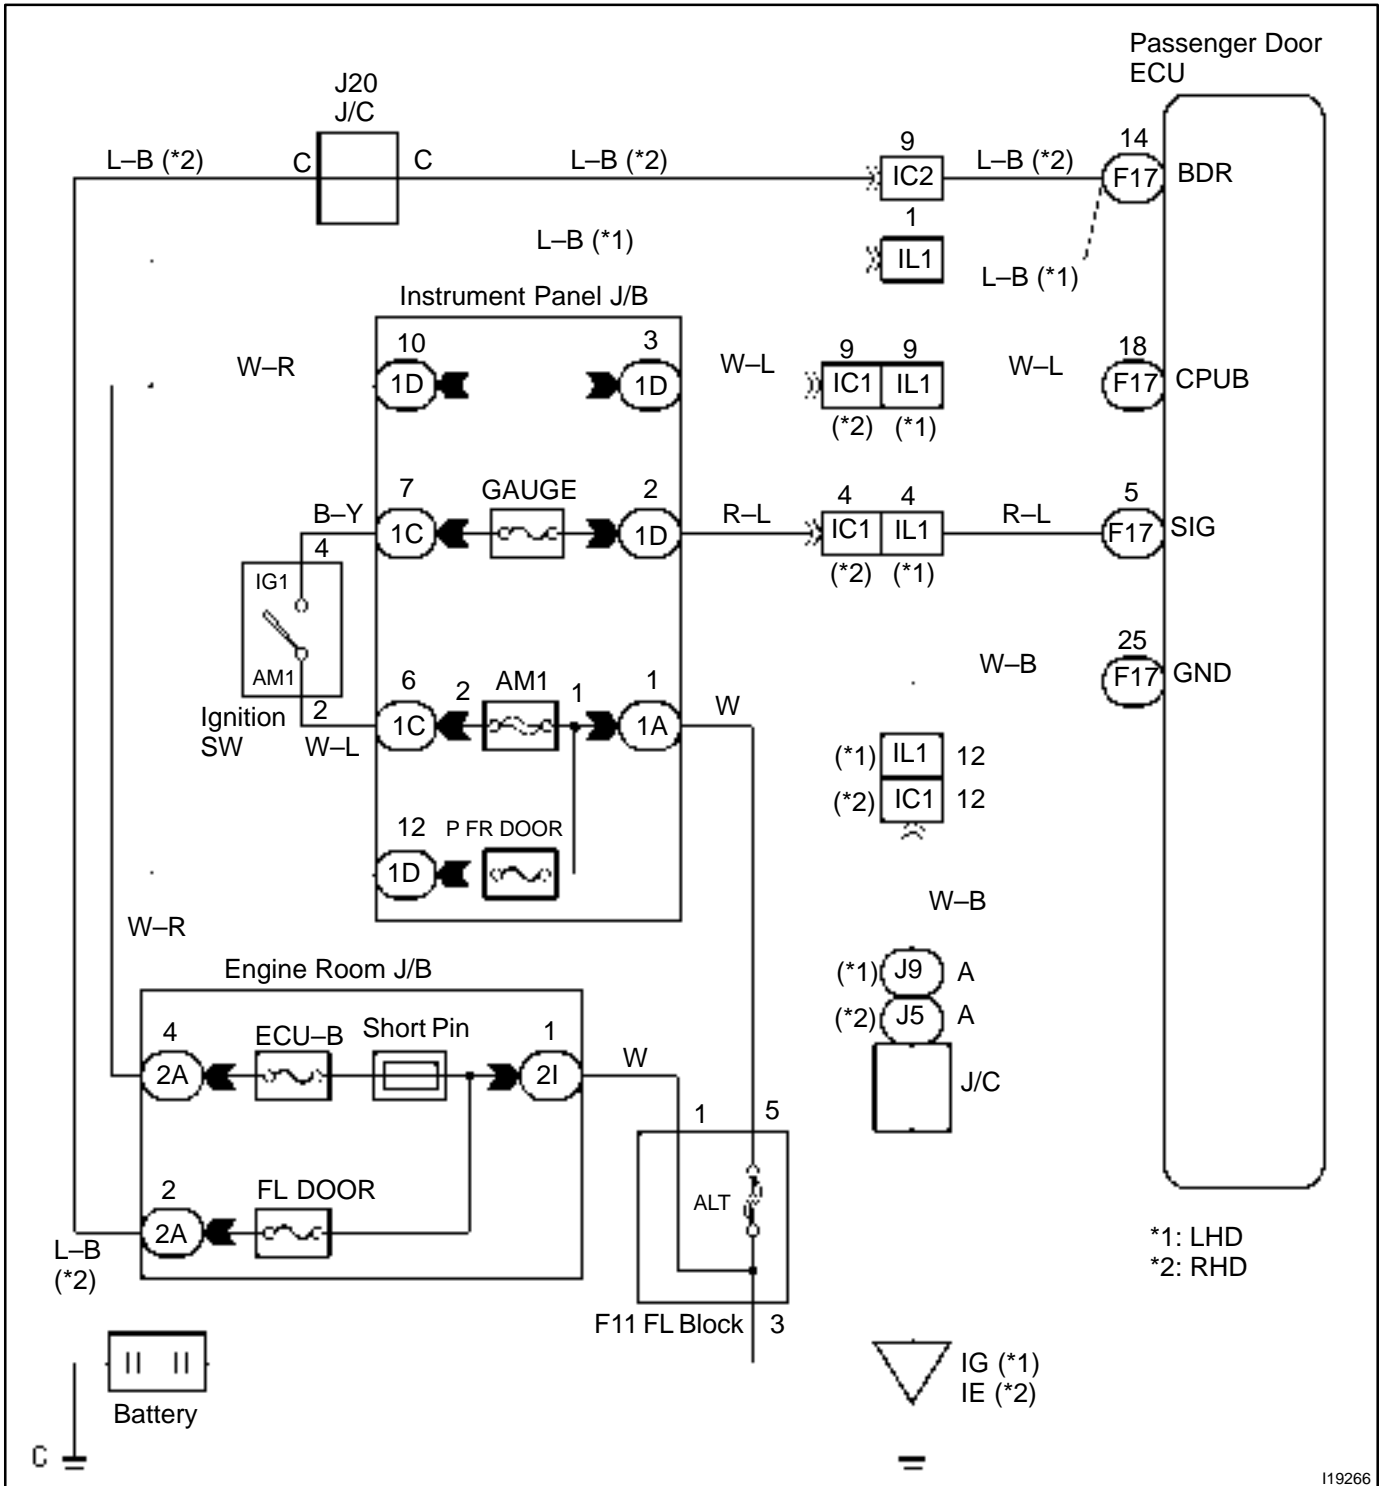 Passenger Door
ECU
J20
J/C
L–B (*2)
C
C
L–B (*2)
9
IC2
L–B (*2)
14
F17
BDR
1
IL1
L–B (*1)
L–B (*1)
Instrument Panel J/B
W–R
10
1D
3
1D
W–L
9
9
IC1
IL1
(*2)
(*1)
W–L
18
F17
CPUB
B–Y
7
1C
GAUGE
2
1D
R–L
4
4
IC1
IL1
(*2)
(*1)
R–L
5
F17
SIG
4
IG1
AM1
Ignition
SW
2
W–L
6
1C
2
AM1
1
1
1A
W
W–B
25
F17
GND
(*1)
IL1
12
(*2)
IC1
12
12
1D
P FR DOOR
W–R
W–B
Engine Room J/B
(*1)
J9
A
(*2)
J5
A
J/C
4
2A
ECU–B
Short Pin
1
2I
W
1
5
2
2A
FL DOOR
ALT
L–B
(*2)
*1: LHD
*2: RHD
F11 FL Block
3
Battery
IG (*1)
IE (*2)
C
I19266